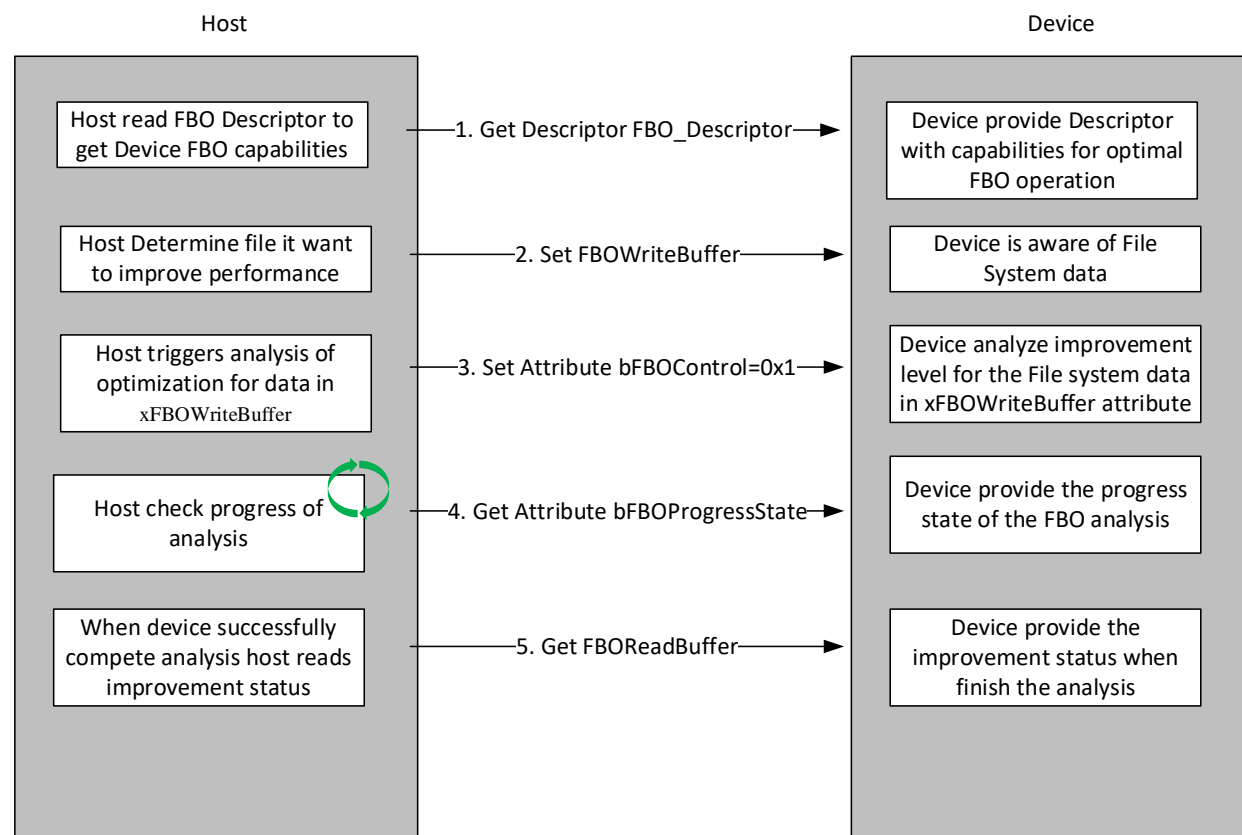 Host
Device
Host read FBO Descriptor to
get Device FBO capabilities
1. Get Descriptor FBO_Descriptor
Device provide Descriptor
with capabilities for optimal
FBO operation
Host Determine file it want
to improve performance
2. Set FBOWriteBuffer
Device is aware of File
System data
Host triggers analysis of
optimization for data in
xFBOWriteBuffer
3. Set Attribute bFBOControl=0x1
Device analyze improvement
level for the File system data
in xFBOWriteBuffer attribute
Host check progress of
analysis
4. Get Attribute bFBOProgressState
Device provide the progress
state of the FBO analysis
When device successfully
compete analysis host reads
improvement status
5. Get FBOReadBuffer
Device provide the
improvement status when
finish the analysis